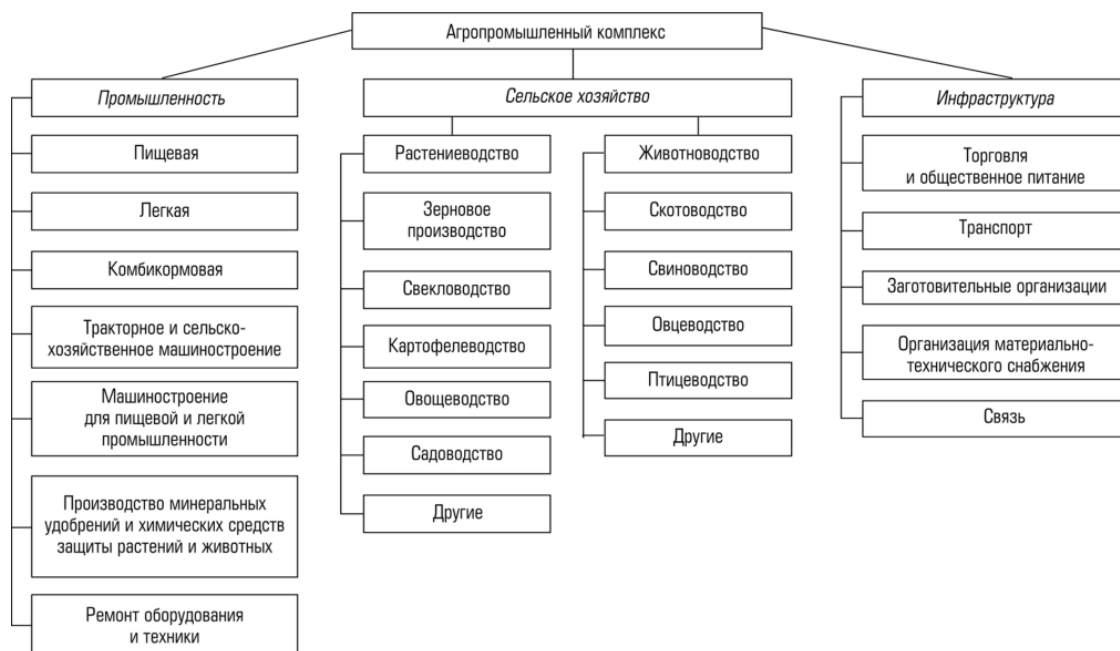 Агропромышленный комплекс
Промышленность
Пищевая
Легкая
Комбикормовая
Тракторное и сельско-
хозяйственное машиностроение
Машиностроение
для пищевой и легкой
промышленности
Производство минеральных
удобрений и химических средств
защиты растений и животных
Ремонт оборудования
и техники
Сельское хозяйство
Растениеводство
Зерновое
производство
Свекловодство
Картофелеводство
Овощеводство
Садоводство
Другие
Животноводство
Скотоводство
Свиноводство
Овцеводство
Птицеводство
Другие
Инфраструктура
Торговля
и общественное питание
Транспорт
Заготовительные организации
Организация материально-
технического снабжения
Связь